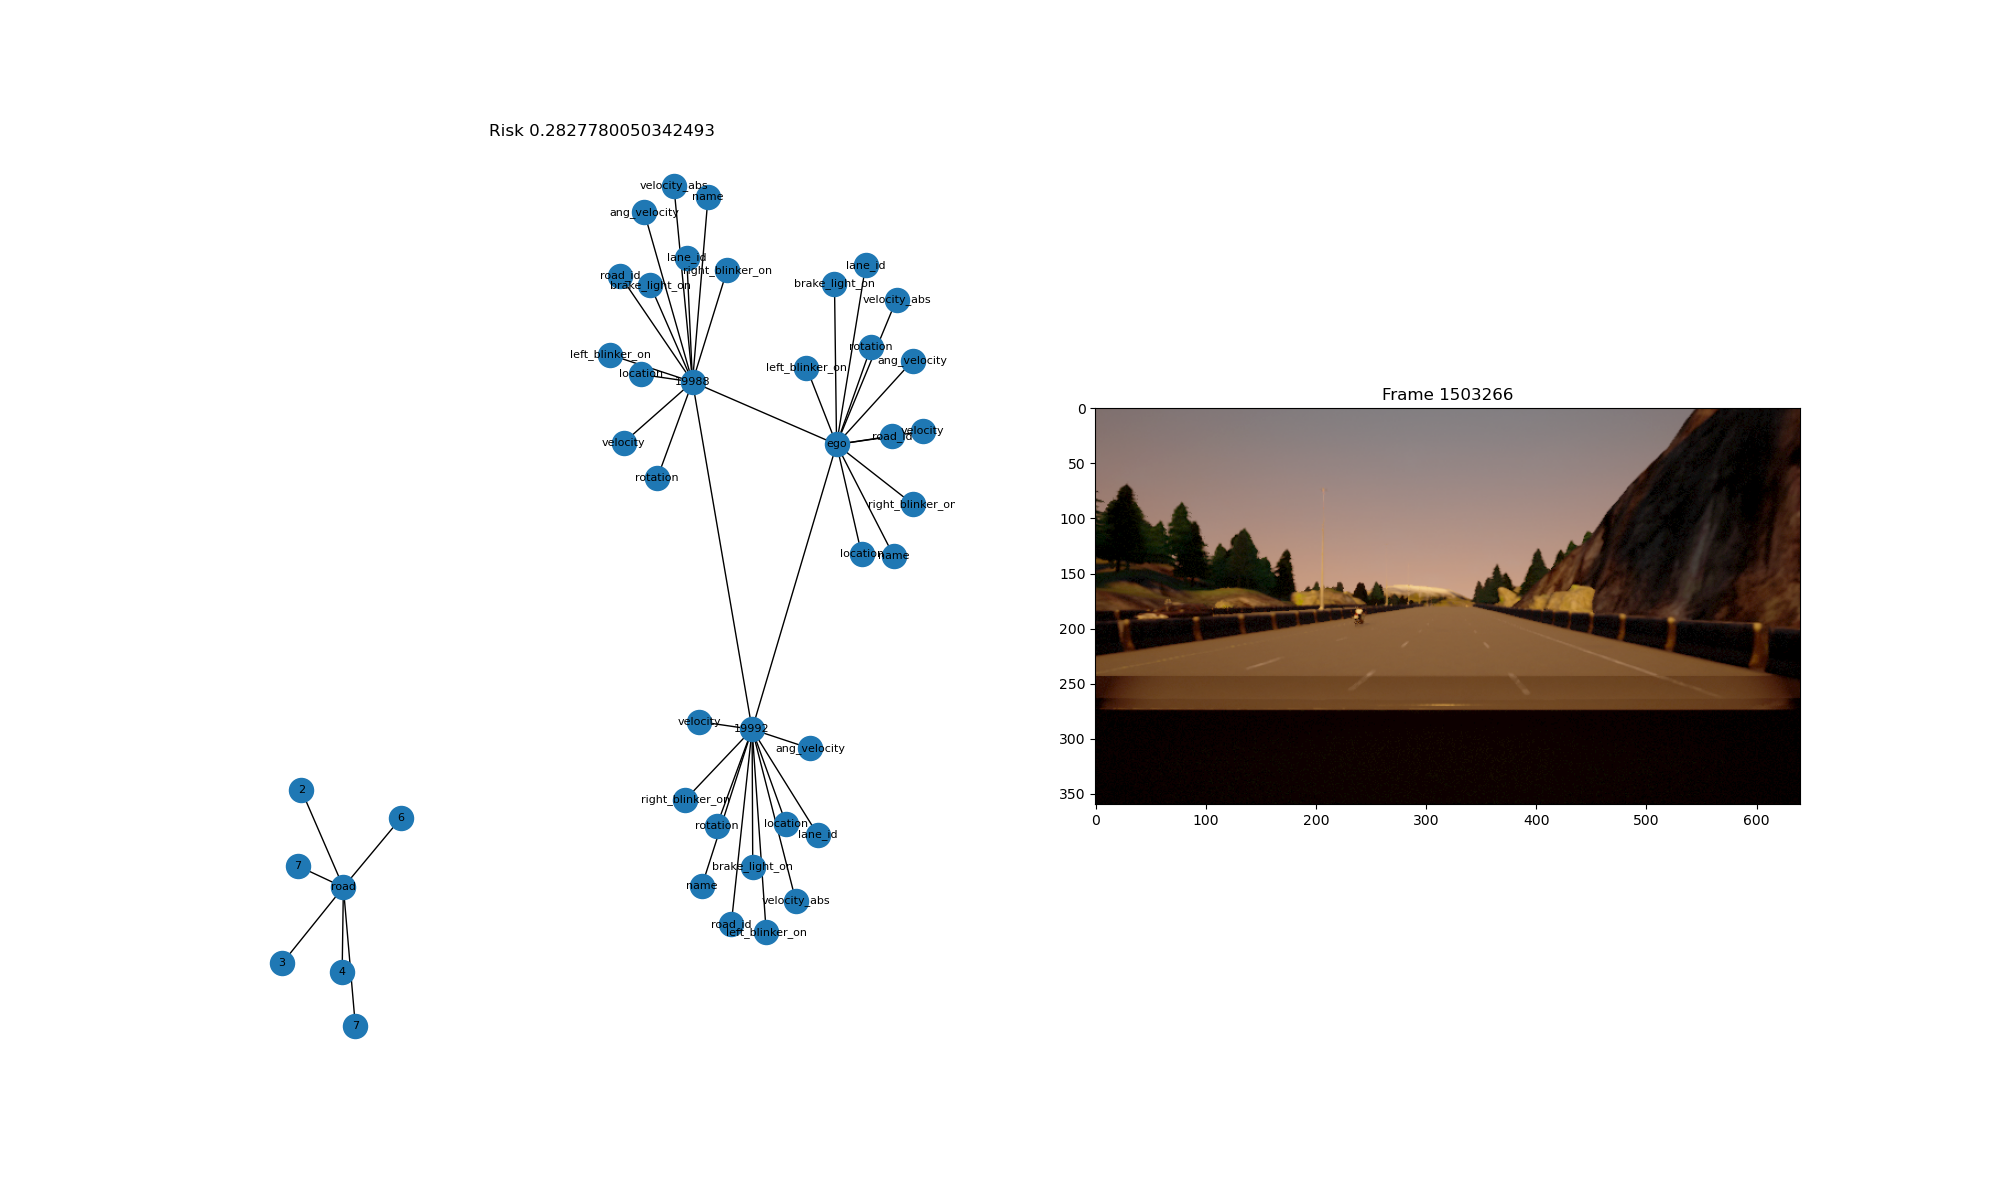 Risk 0.2827780050342493
velocity_abs
name
ang_velocity
lane_id
right_blinker_on
road_id
brake_light_on
left_blinker_on
location
19988
velocity
rotation
lane_id
brake_light_on
velocity_abs
rotation
ang_velocity
left_blinker_on
velocity
road_id
ego
right_blinker_or
location
name
velocity
19992
ang_velocity
right_blinker_on
rotation
location
lane_id
brake_light_on
name
velocity_abs
road_id
left_blinker_on
2
6
7
road
3
4
7
Frame 1503266
0
50
100
150
200
250
300
350
0 100 200 300 400 500 600